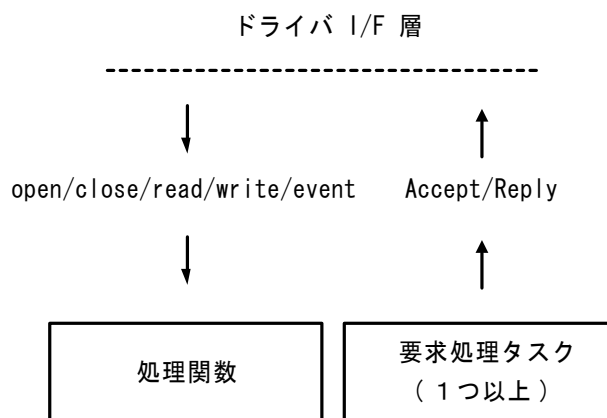 ドライバ I/F 層
open/close/read/write/event Accept/Reply
処理関数
要求処理タスク
( １つ以上 )